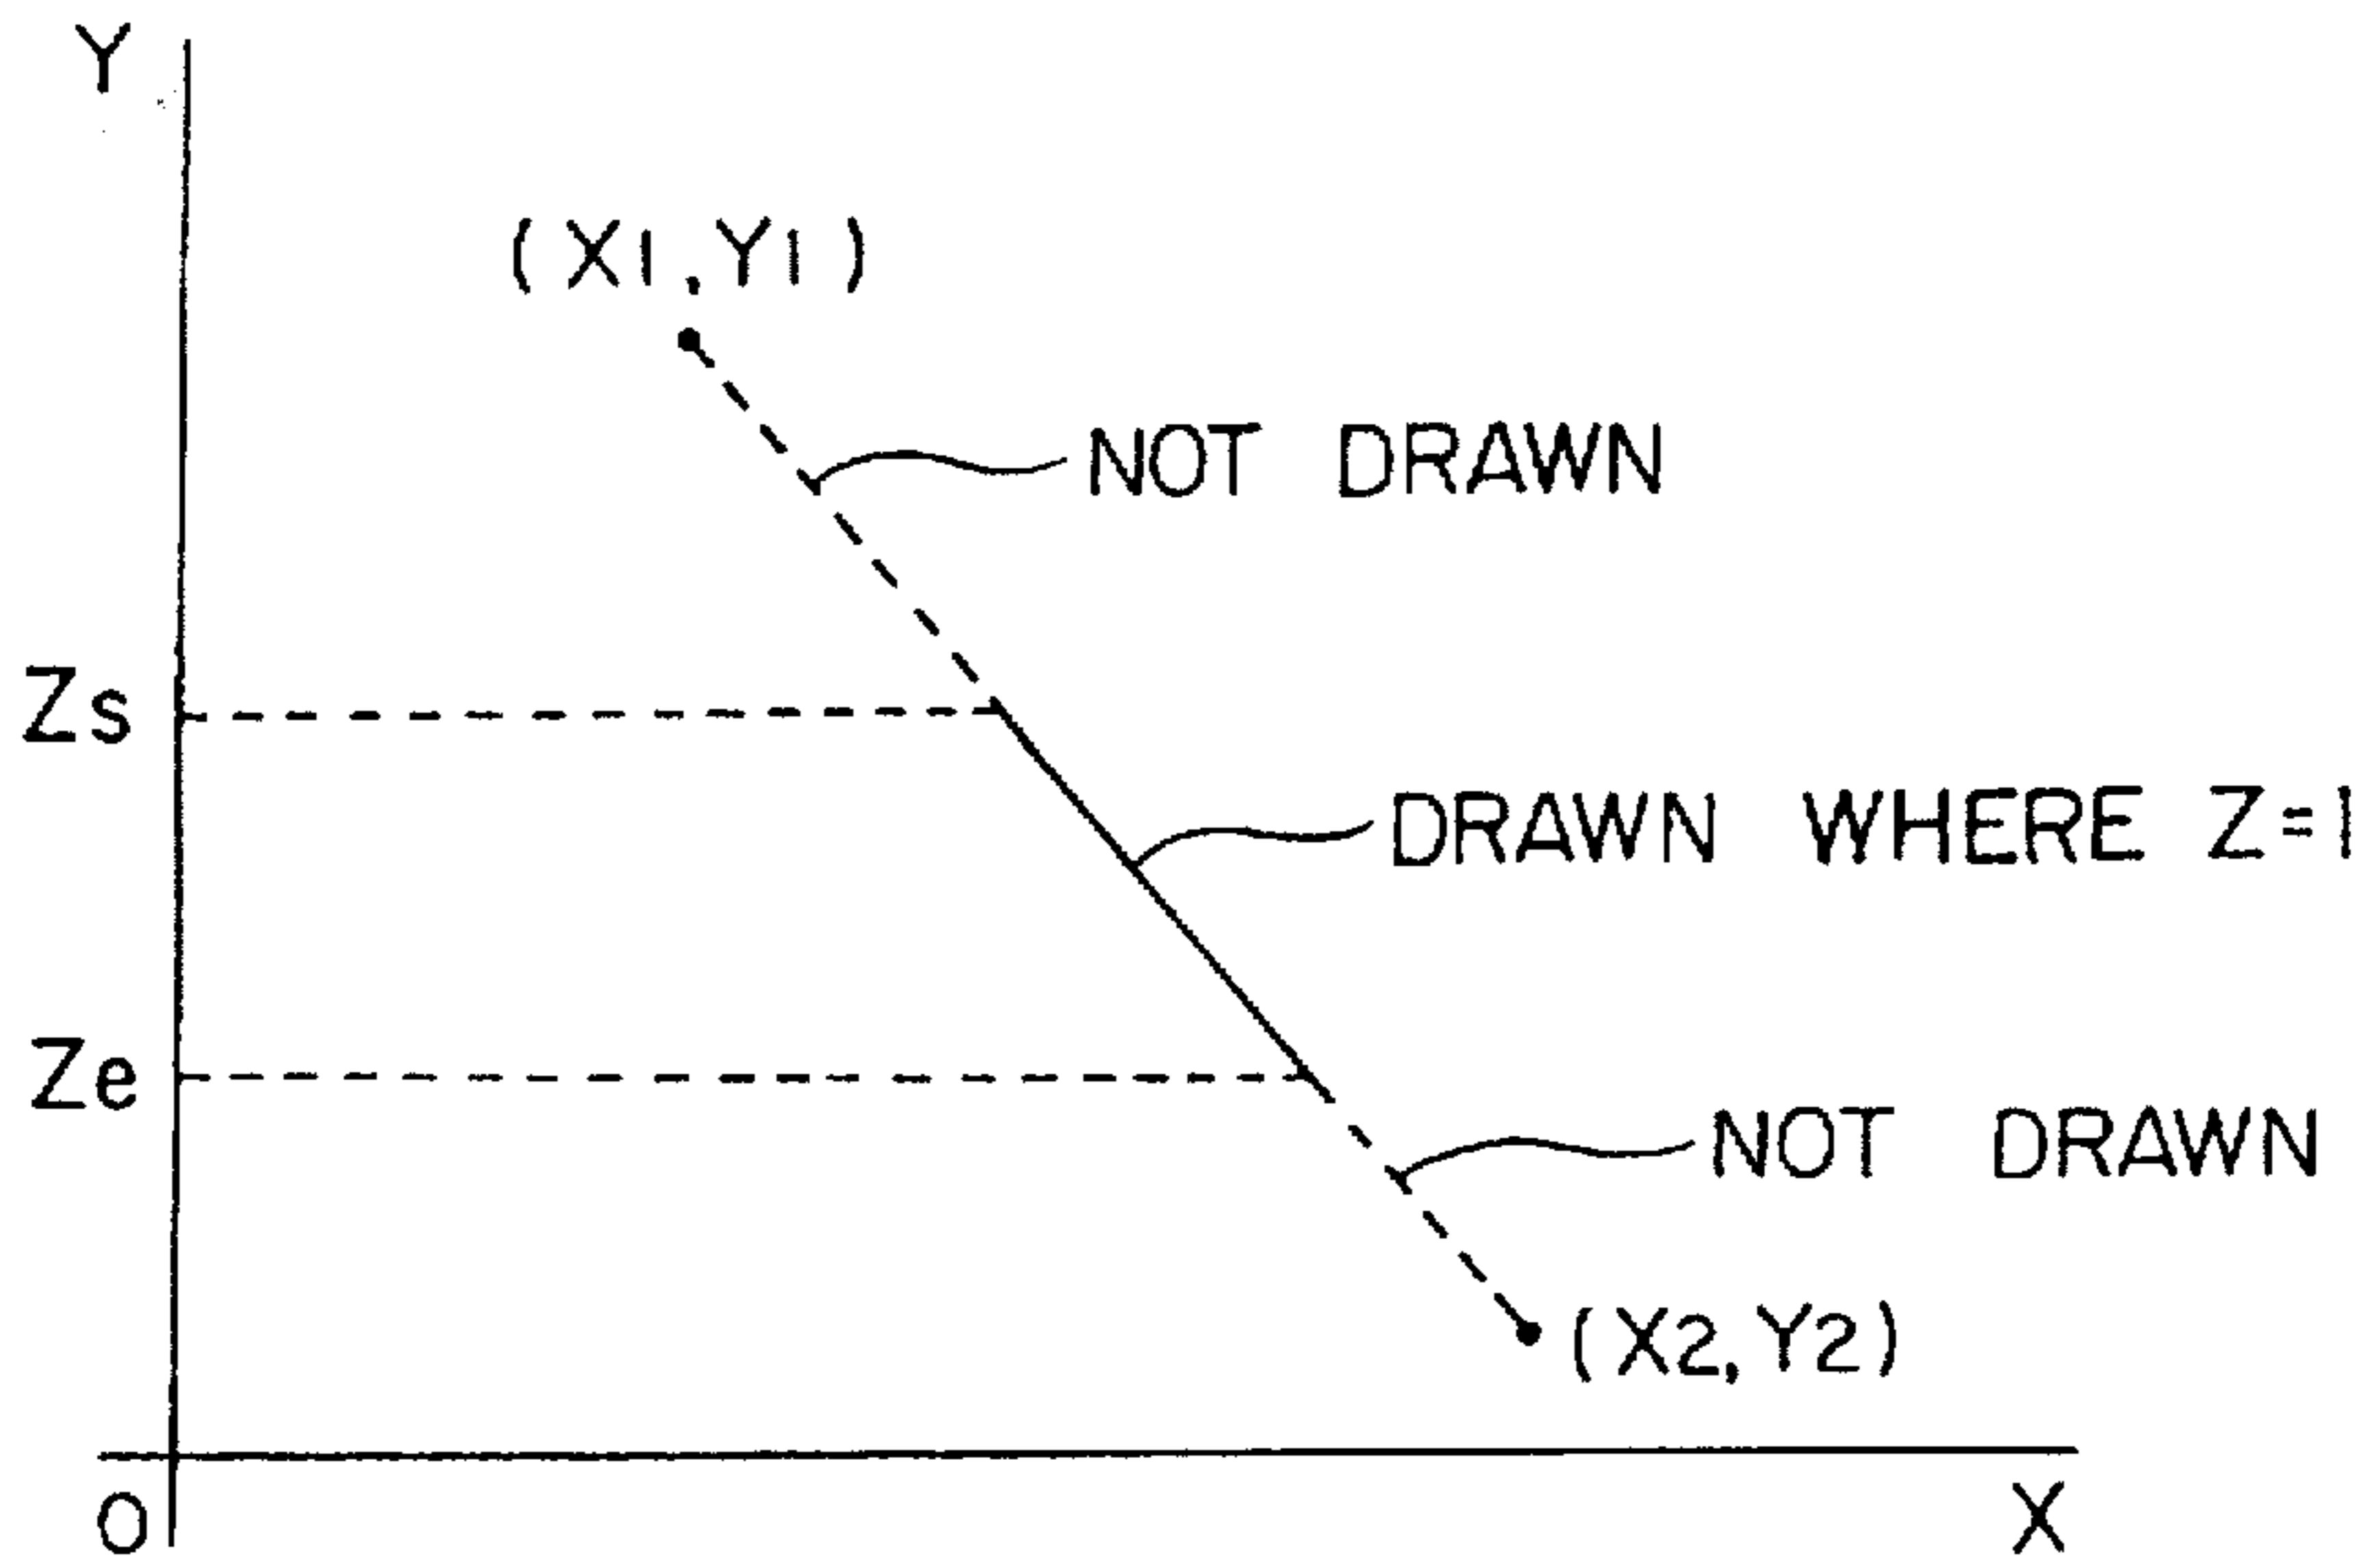 Y
(X1,Y1)
NOT DRAWN
Zs
DRAWN WHERE Z=1
Ze
NOT DRAWN
(X2,Y2)
O
X